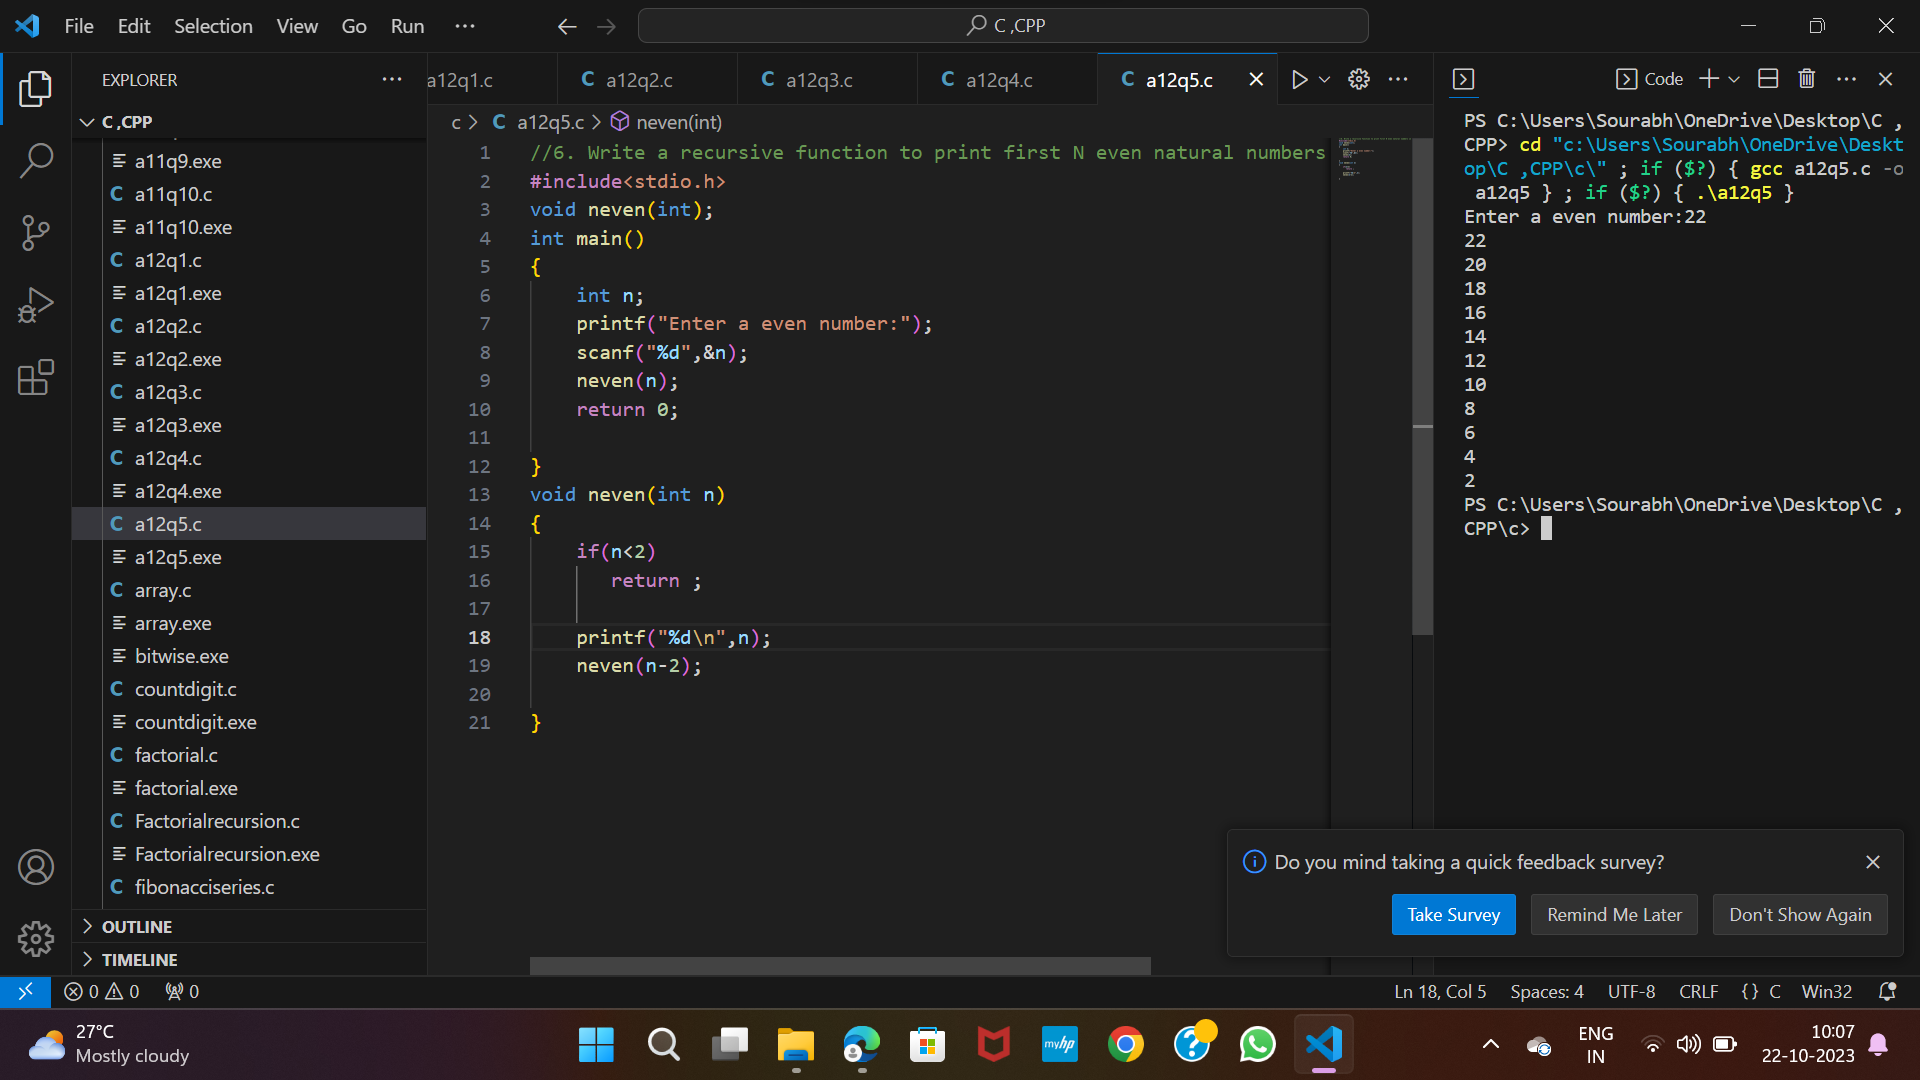 File Edit Selection View Go Run ···
C ,CPP
EXPLORER ···
C ,CPP
a11q9.exe
a11q10.c
a11q10.exe
a12q1.c
a12q1.exe
a12q2.c
a12q2.exe
a12q3.c
a12q3.exe
a12q4.c
a12q4.exe
a12q5.c
a12q5.exe
array.c
array.exe
bitwise.exe
countdigit.c
countdigit.exe
factorial.c
factorial.exe
Factorialrecursion.c
Factorialrecursion.exe
fibonacciseries.c
OUTLINE
TIMELINE
a12q1.c C a12q2.c C a12q3.c C a12q4.c C a12q5.c
c > C a12q5.c > neven(int)
1 //6. Write a recursive function to print first N even natural numbers
2 #include<stdio.h>
3 void neven(int);
4 int main()
5 {
6 int n;
7 printf("Enter a even number:");
8 scanf("%d",&n);
9 neven(n);
10 return 0;
11
12 }
13 void neven(int n)
14 {
15 if(n<2)
16 return ;
17
18 printf("%d\n",n);
19 neven(n-2);
20
21 }
Code
PS C:\Users\Sourabh\OneDrive\Desktop\C ,
CPP> cd "c:\Users\Sourabh\OneDrive\Deskt
op\C ,CPP\c\" ; if ($?) { gcc a12q5.c -o
a12q5 } ; if ($?) { .\a12q5 }
Enter a even number:22
22
20
18
16
14
12
10
8
6
4
2
PS C:\Users\Sourabh\OneDrive\Desktop\C ,
CPP\c>
Do you mind taking a quick feedback survey?
Take Survey Remind Me Later Don't Show Again
0 0 0 Ln 18, Col 5 Spaces: 4 UTF-8 CRLF {} C Win32
27°C
Mostly cloudy
myhp
ENG
IN
10:07
22-10-2023